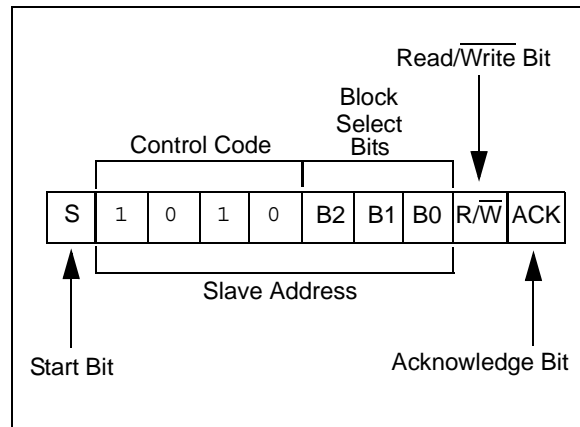 Read/Write Bit
Block
Select
Bits
Control Code
S 1 0 1 0 B2 B1 B0 R/W ACK
Slave Address
Start Bit
Acknowledge Bit